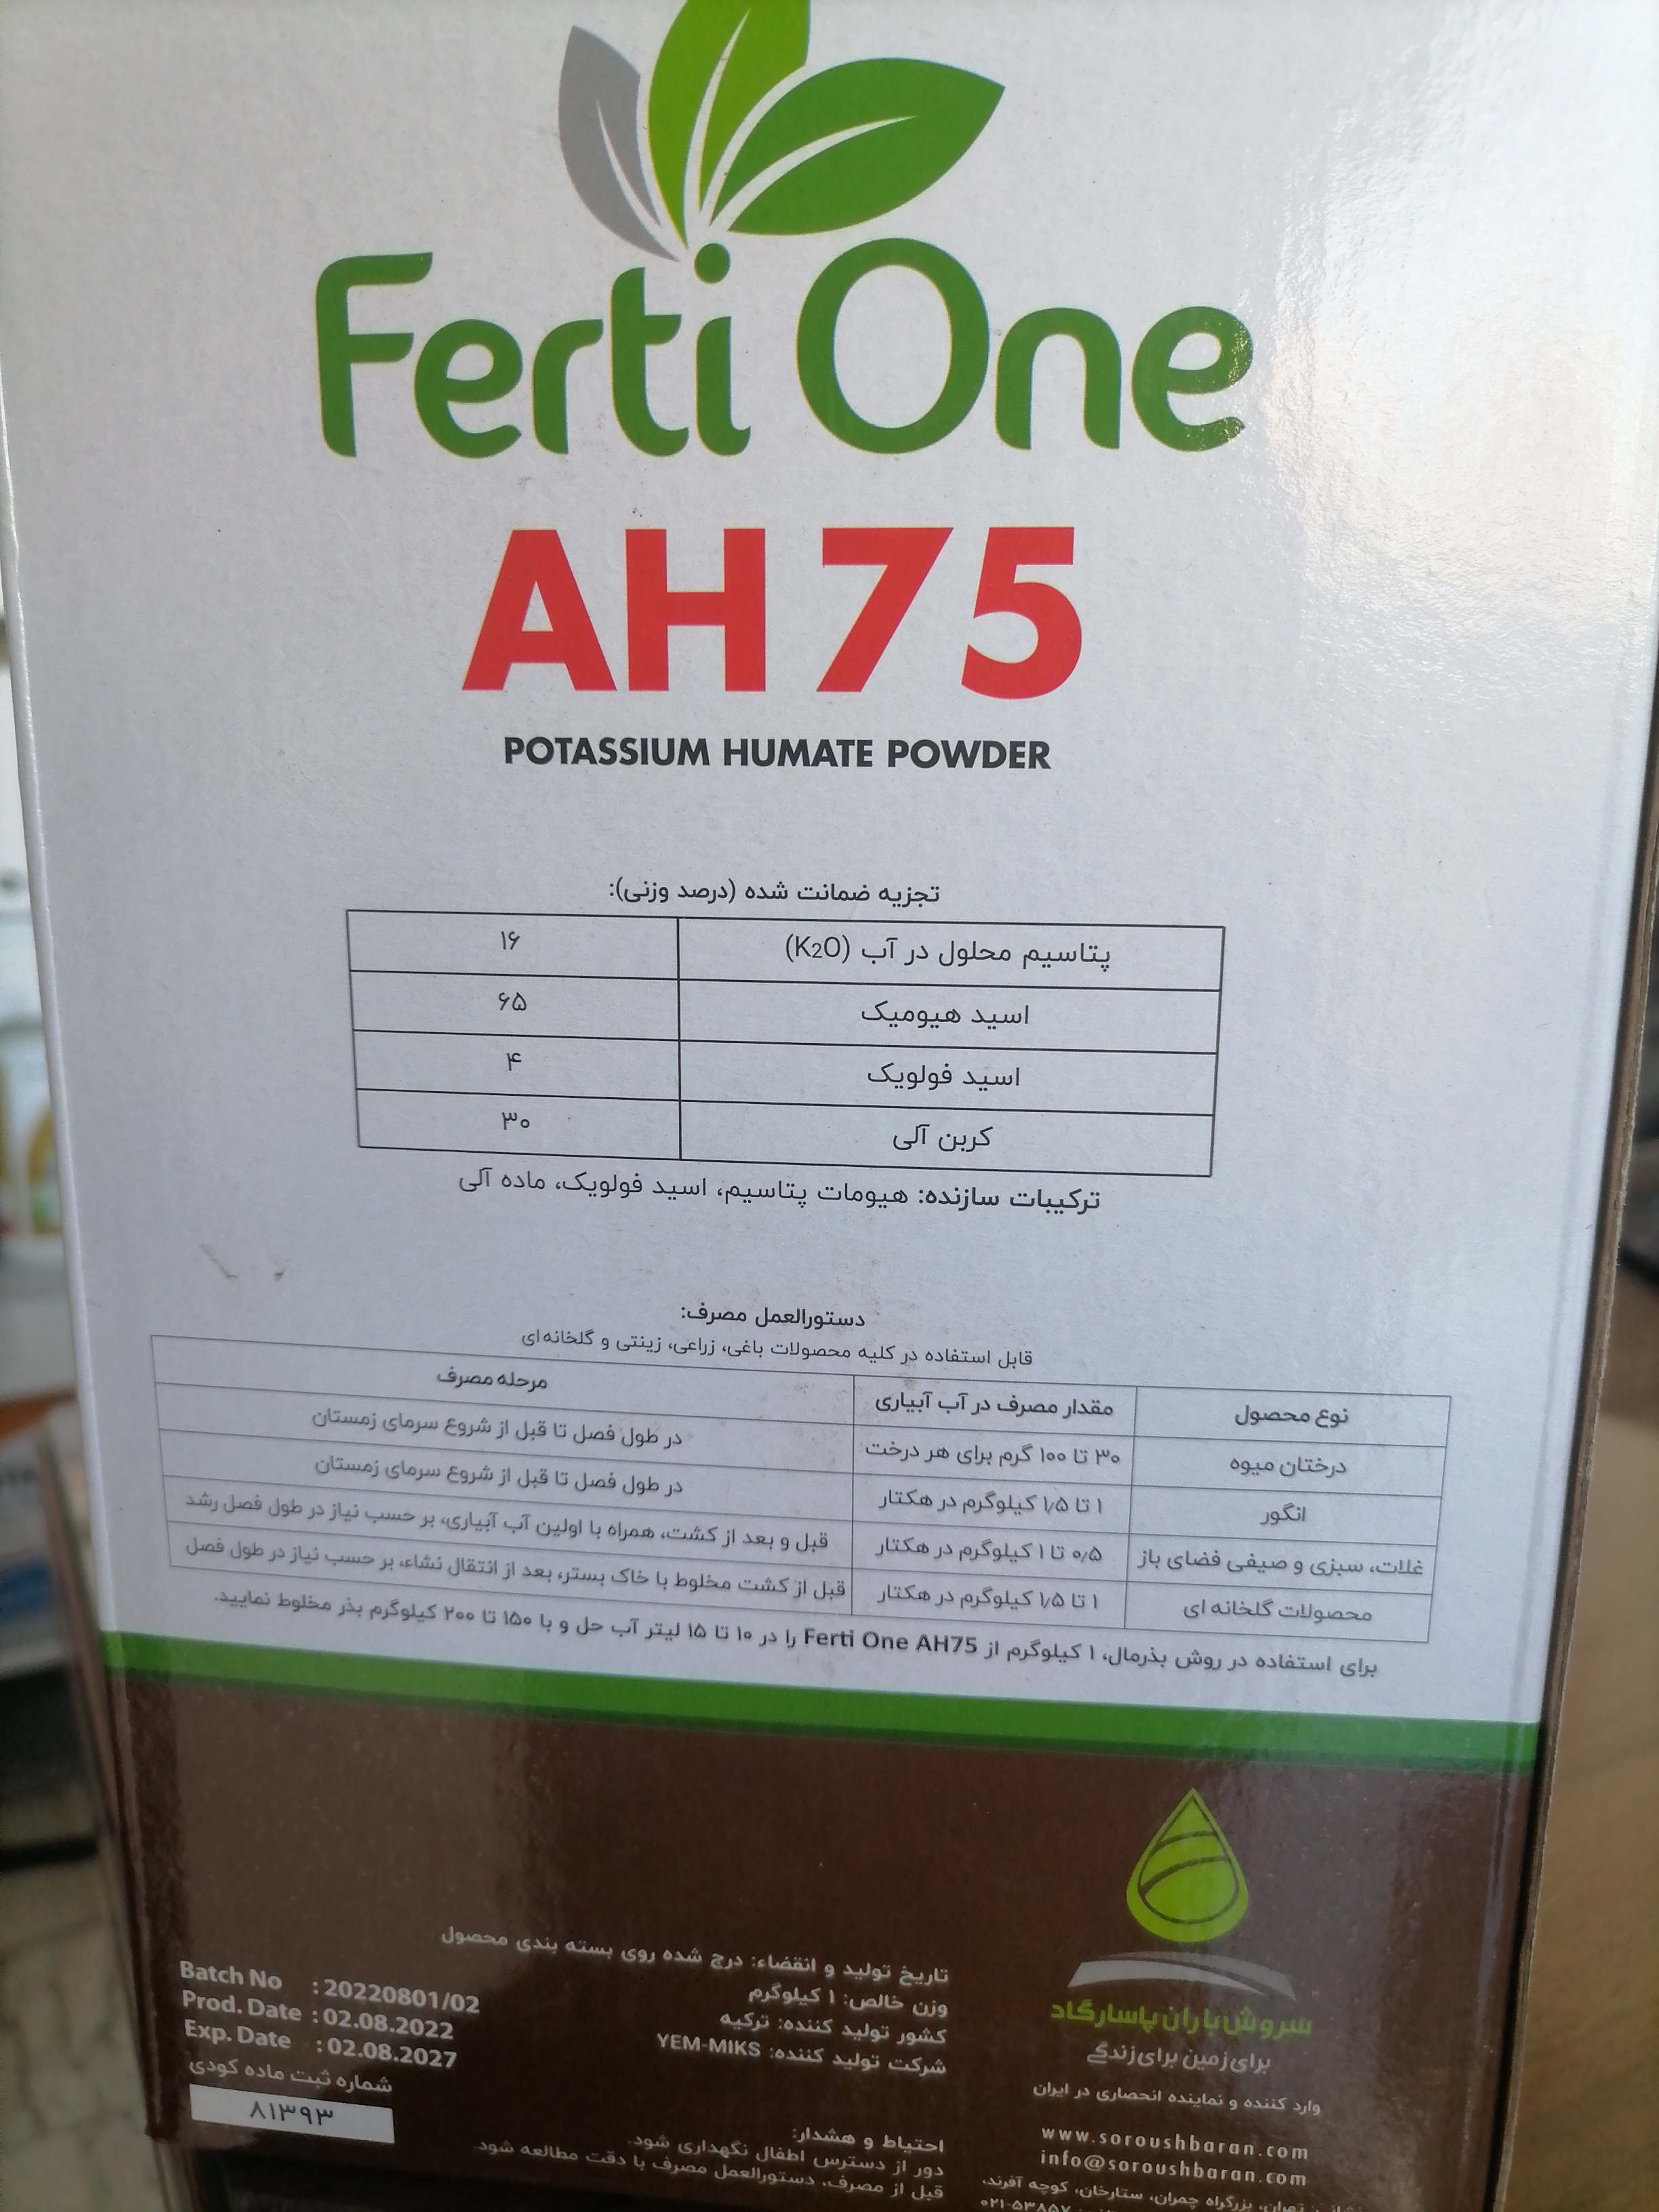 Ferti One
AH 75
POTASSIUM HUMATE POWDER
تجزیه ضمانت شده (درصد وزنی):
پتاسیم محلول در آب (K2O) ۱۶
اسید هیومیک ۶۵
اسید فولویک ۴
کربن آلی ۳۰
ترکیبات سازنده: هیومات پتاسیم، اسید فولویک، ماده آلی
دستورالعمل مصرف:
قابل استفاده در کلیه محصولات باغی، زراعی، زینتی و گلخانه‌ای
نوع محصول مقدار مصرف در آب آبیاری مرحله مصرف
درختان میوه ۳۰ تا ۱۰۰ گرم برای هر درخت در طول فصل تا قبل از شروع سرمای زمستان
انگور ۱ تا ۱/۵ کیلوگرم در هکتار در طول فصل تا قبل از شروع سرمای زمستان
غلات، سبزی و صیفی فضای باز ۰/۵ تا ۱ کیلوگرم در هکتار قبل و بعد از کشت، همراه با اولین آب آبیاری، بر حسب نیاز در طول فصل رشد
محصولات گلخانه ای ۱ تا ۱/۵ کیلوگرم در هکتار قبل از کشت مخلوط با خاک بستر، بعد از انتقال نشاء، بر حسب نیاز در طول فصل
برای استفاده در روش بذرمال، ۱ کیلوگرم از Ferti One AH75 را در ۱۰ تا ۱۵ لیتر آب حل و با ۱۵۰ تا ۲۰۰ کیلوگرم بذر مخلوط نمایید.
سروش باران پاسارگاد
برای زمین برای زندگی
وارد کننده و نماینده انحصاری در ایران
www.soroushbaran.com
info@soroushbaran.com
تهران، بزرگراه چمران، ستارخان، کوچه آفرند،
۰۲۱-۵۳۸۵۷
تاریخ تولید و انقضاء: درج شده روی بسته بندی محصول
وزن خالص: ۱ کیلوگرم
کشور تولید کننده: ترکیه
شرکت تولید کننده: YEM-MIKS
احتیاط و هشدار:
دور از دسترس اطفال نگهداری شود.
قبل از مصرف، دستورالعمل مصرف با دقت مطالعه شود.
Batch No : 20220801/02
Prod. Date : 02.08.2022
Exp. Date : 02.08.2027
شماره ثبت ماده کودی
۸۱۳۹۳